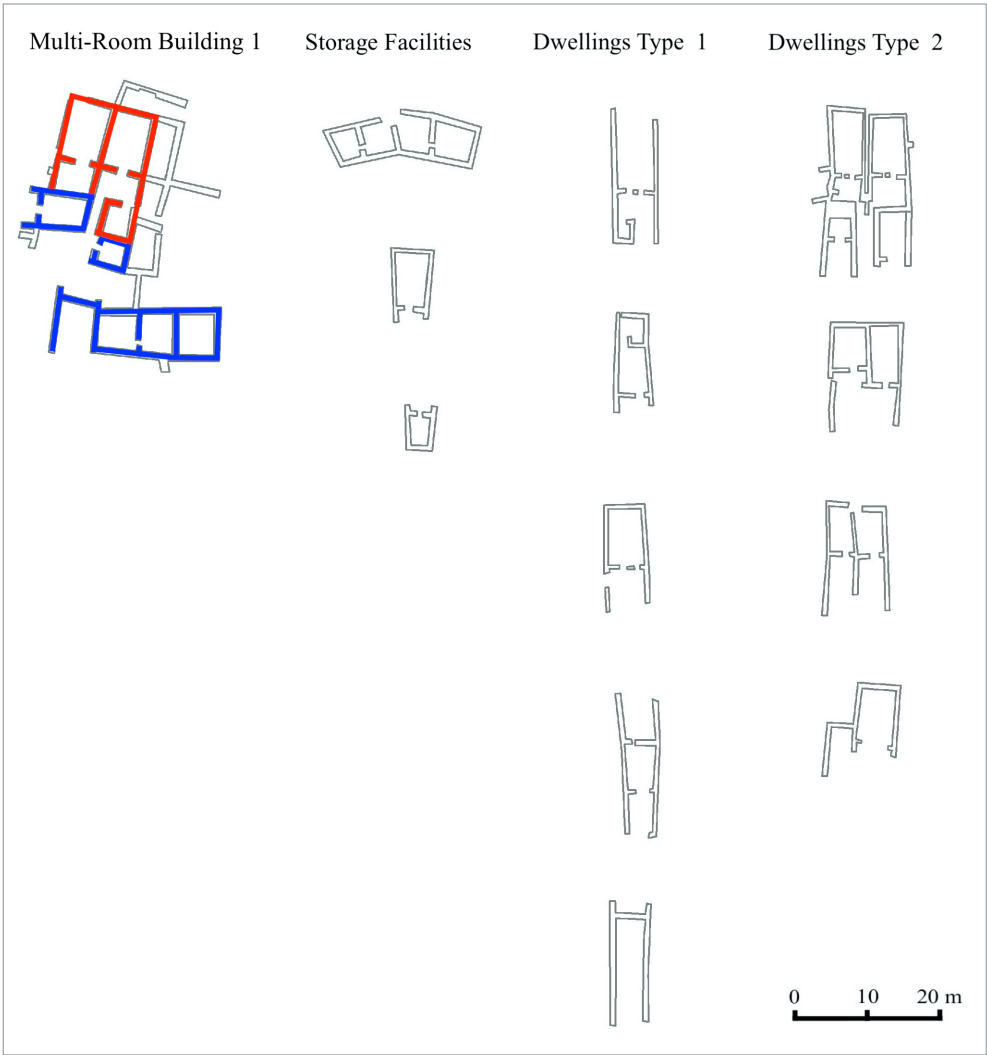 Multi-Room Building 1
Storage Facilities
Dwellings Type 1
Dwellings Type 2
0 10 20 m